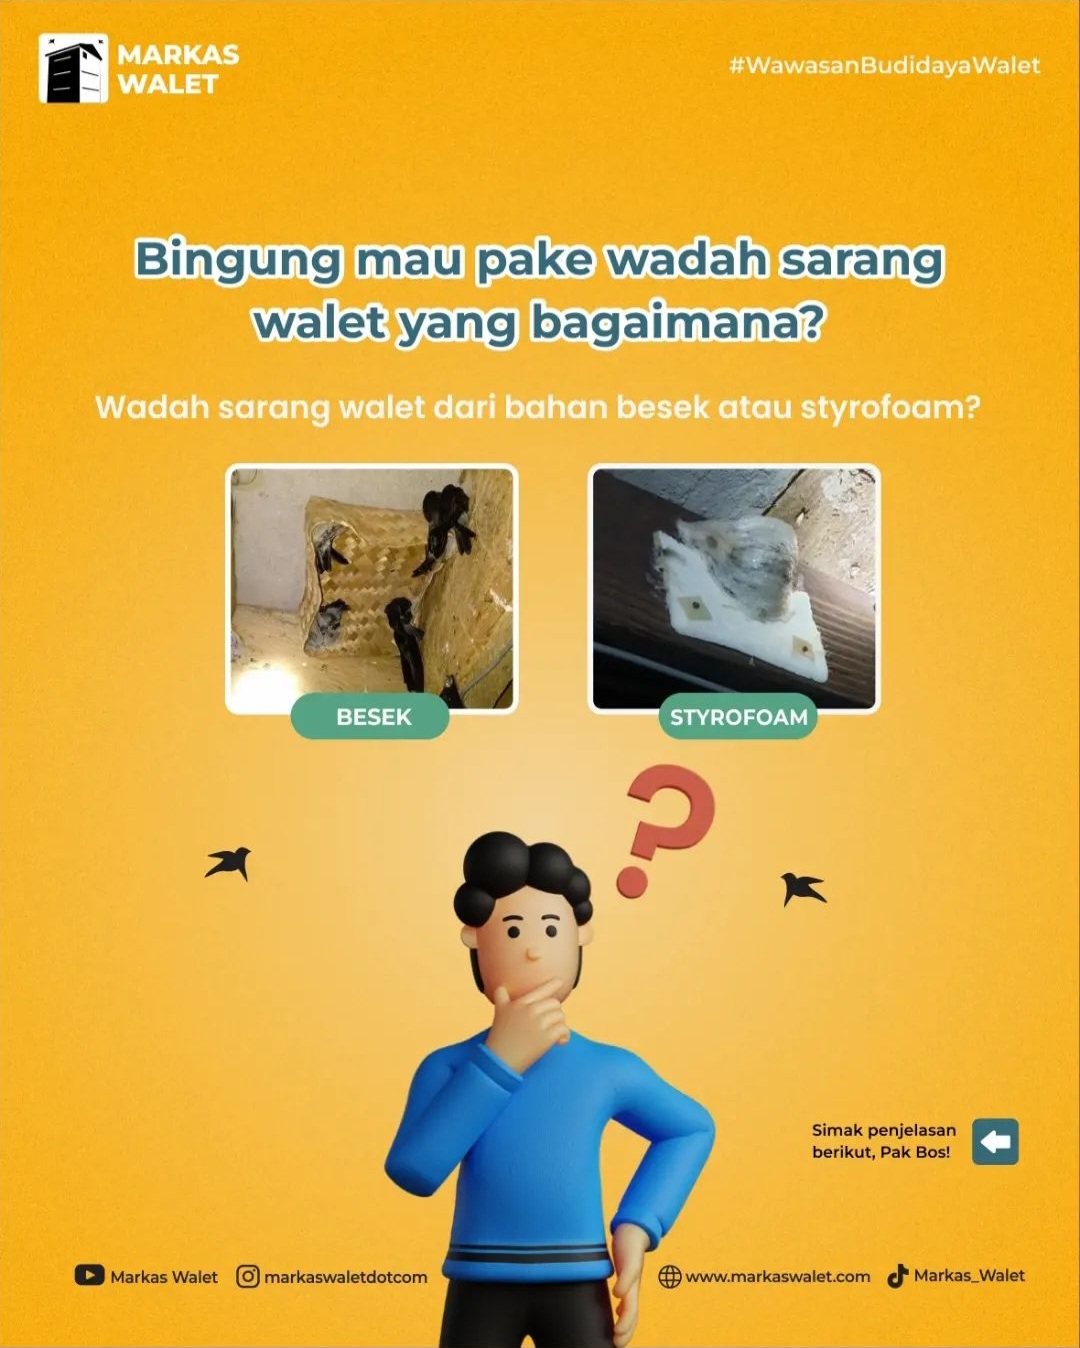 MARKAS
WALET
#WawasanBudidayaWalet
Bingung mau pake wadah sarang
walet yang bagaimana?
Wadah sarang walet dari bahan besek atau styrofoam?
BESEK
STYROFOAM
?
Simak penjelasan
berikut, Pak Bos!
Markas Walet
markaswaletdotcom
www.markaswalet.com
Markas_Walet